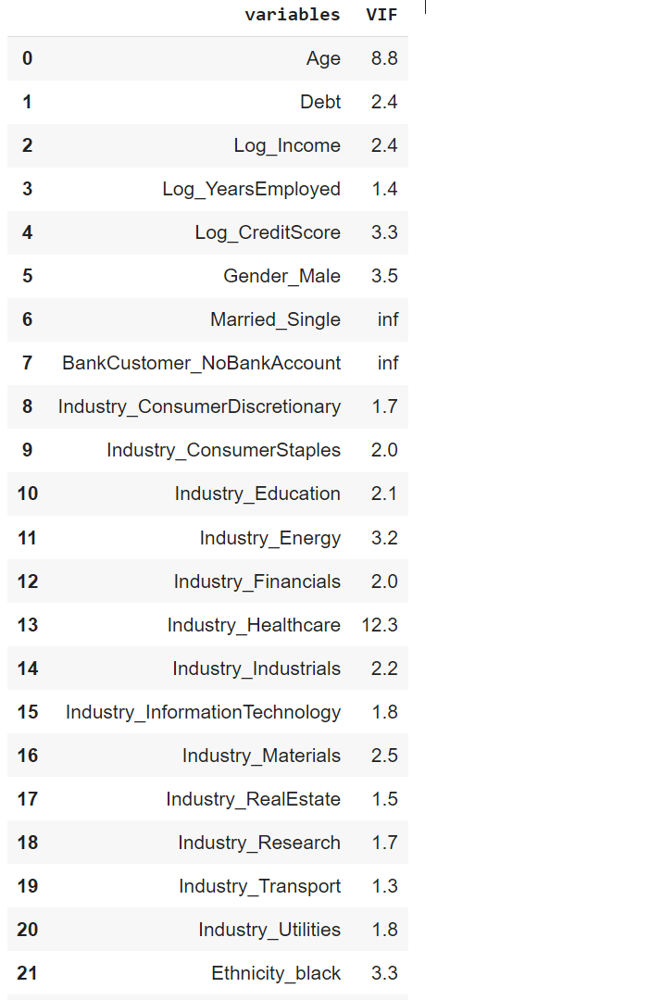 variables VIF
0 Age 8.8
1 Debt 2.4
2 Log_Income 2.4
3 Log_YearsEmployed 1.4
4 Log_CreditScore 3.3
5 Gender_Male 3.5
6 Married_Single inf
7 BankCustomer_NoBankAccount inf
8 Industry_ConsumerDiscretionary 1.7
9 Industry_ConsumerStaples 2.0
10 Industry_Education 2.1
11 Industry_Energy 3.2
12 Industry_Financials 2.0
13 Industry_Healthcare 12.3
14 Industry_Industrials 2.2
15 Industry_InformationTechnology 1.8
16 Industry_Materials 2.5
17 Industry_RealEstate 1.5
18 Industry_Research 1.7
19 Industry_Transport 1.3
20 Industry_Utilities 1.8
21 Ethnicity_black 3.3